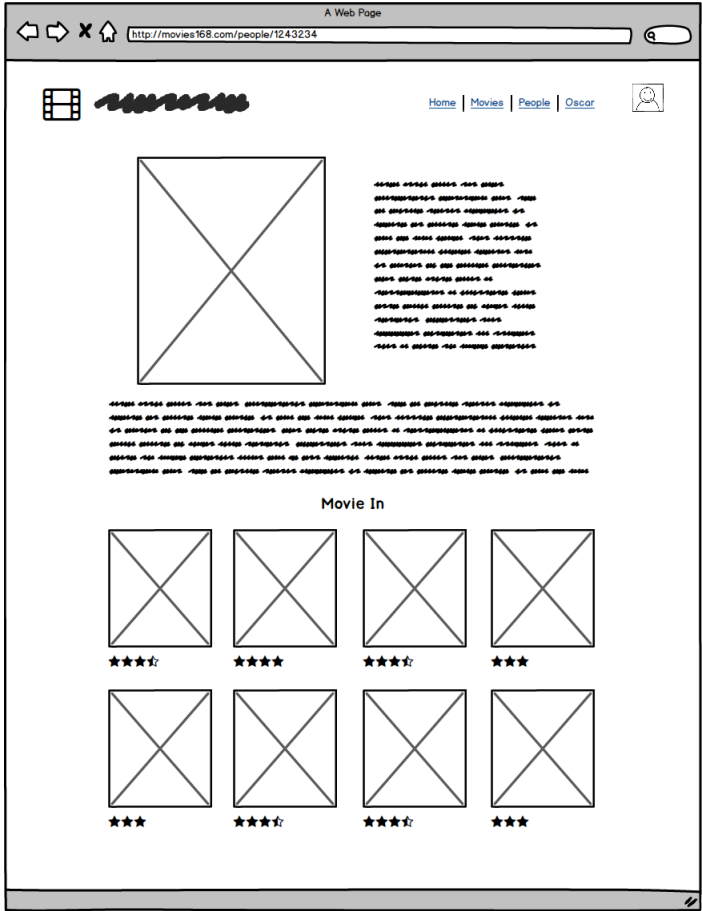 A Web Page
http://movies168.com/people/1243234
Home | Movies | People | Oscar
Movie In